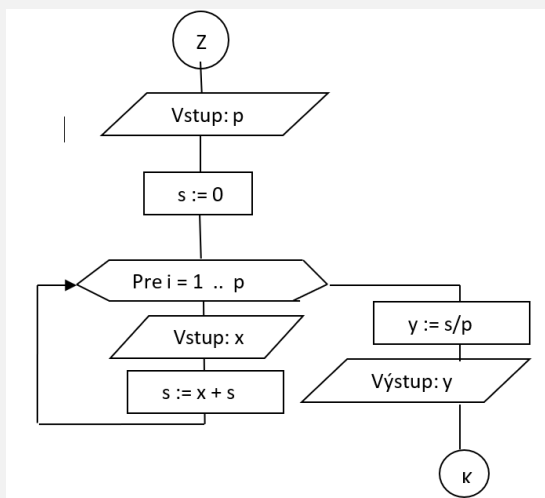 Z
Vstup: p
s := 0
Pre i = 1 .. p
Vstup: x
s := x + s
y := s/p
Výstup: y
K